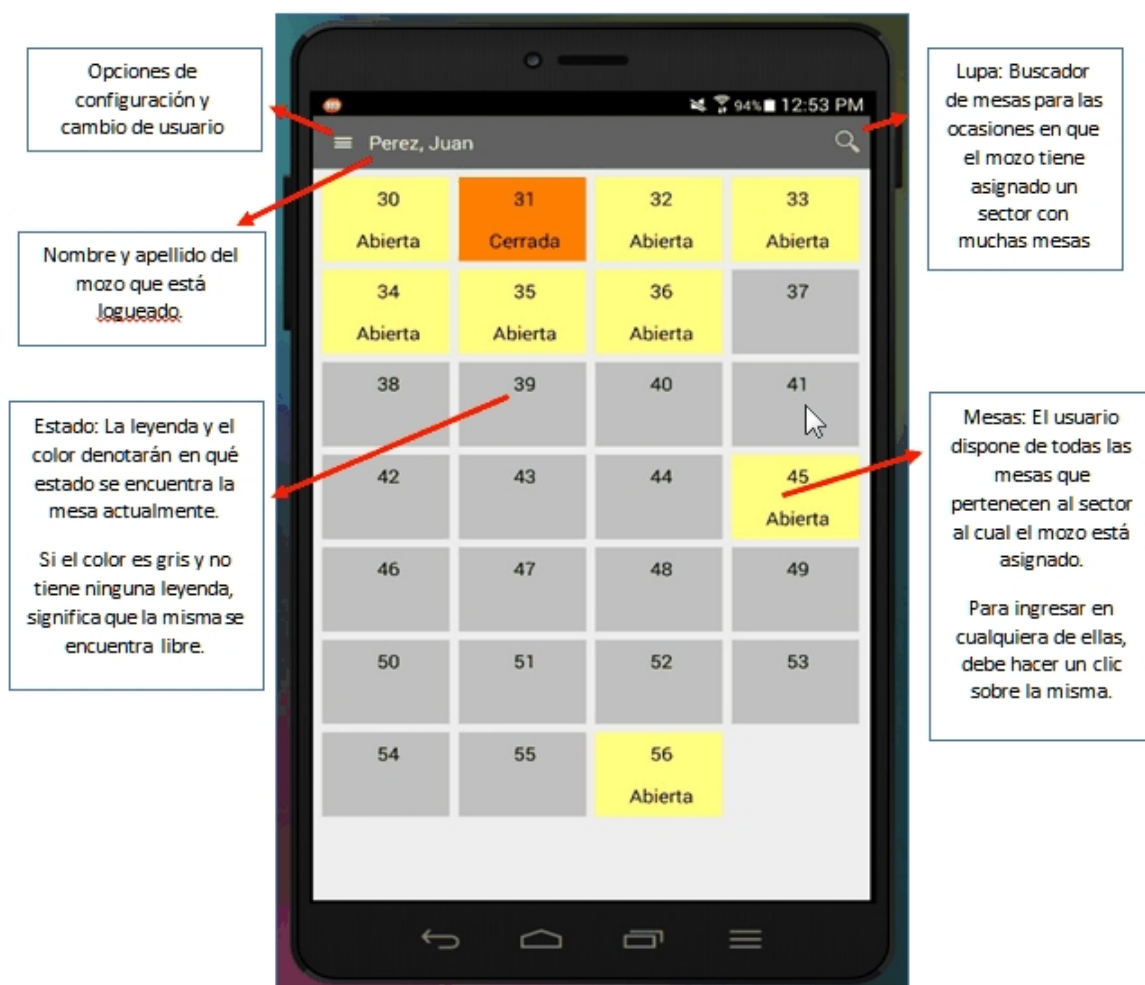 Opciones de
configuración y
cambio de usuario
Nombre y apellido del
mozo que está
logueado.
Estado: La leyenda y el
color denotarán en qué
estado se encuentra la
mesa actualmente.
Si el color es gris y no
tiene ninguna leyenda,
significa que la misma se
encuentra libre.
94% 12:53 PM
Perez, Juan
30 31 32 33
Abierta Cerrada Abierta Abierta
34 35 36 37
Abierta Abierta Abierta
38 39 40 41
42 43 44 45
Abierta
46 47 48 49
50 51 52 53
54 55 56
Abierta
Lupa: Buscador
de mesas para las
ocasiones en que
el mozo tiene
asignado un
sector con
muchas mesas
Mesas: El usuario
dispone de todas las
mesas que
pertenecen al sector
al cual el mozo está
asignado.
Para ingresar en
cualquiera de ellas,
debe hacer un clic
sobre la misma.